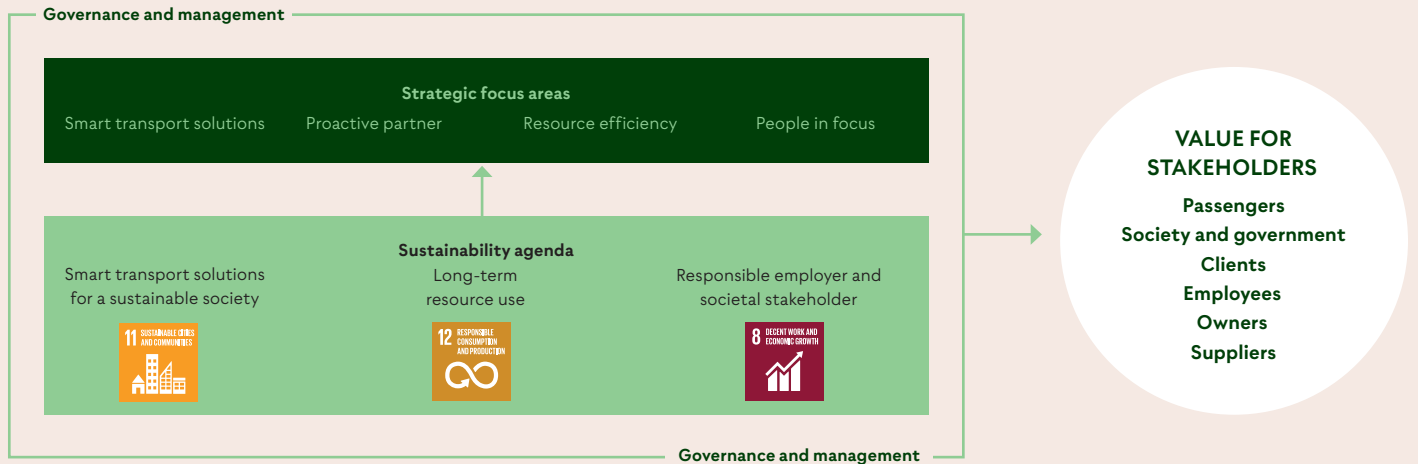 Governance and management
Strategic focus areas
Smart transport solutions
Proactive partner
Resource efficiency
People in focus
Sustainability agenda
Smart transport solutions
for a sustainable society
Long-term
resource use
Responsible employer and
societal stakeholder
11 SUSTAINABLE CITIES
AND COMMUNITIES
12 RESPONSIBLE
CONSUMPTION
AND PRODUCTION
8 DECENT WORK AND
ECONOMIC GROWTH
Governance and management
VALUE FOR
STAKEHOLDERS
Passengers
Society and government
Clients
Employees
Owners
Suppliers